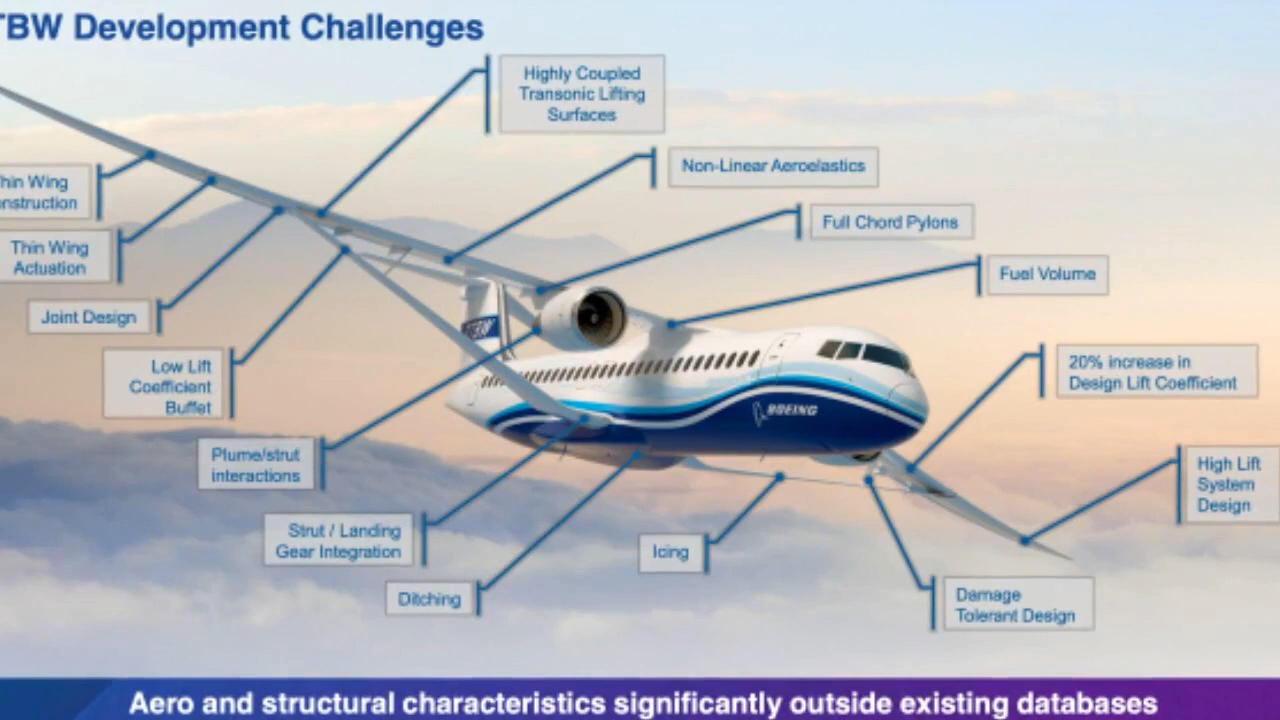 TBW Development Challenges
Highly Coupled
Transonic Lifting
Surfaces
Non-Linear Aeroelastics
Full Chord Pylons
Fuel Volume
20% increase in
Design Lift Coefficient
High Lift
System
Design
hin Wing
nstruction
Thin Wing
Actuation
Joint Design
Low Lift
Coefficient
Buffet
Plume/strut
interactions
Strut / Landing
Gear Integration
Ditching
Icing
Damage
Tolerant Design
BOEING
Aero and structural characteristics significantly outside existing databases